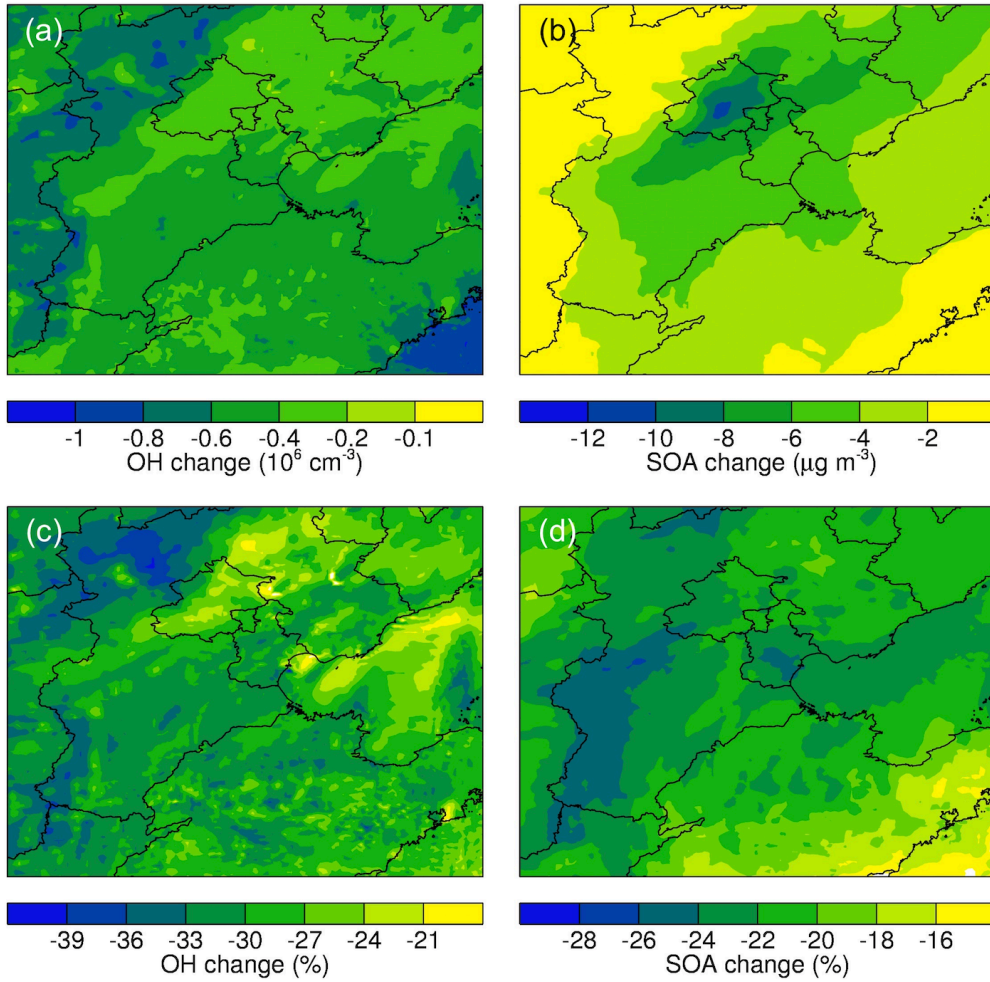 (a)
(b)
-1 -0.8 -0.6 -0.4 -0.2 -0.1
OH change (10⁶ cm⁻³)
-12 -10 -8 -6 -4 -2
SOA change (μg m⁻³)
(c)
(d)
-39 -36 -33 -30 -27 -24 -21
OH change (%)
-28 -26 -24 -22 -20 -18 -16
SOA change (%)